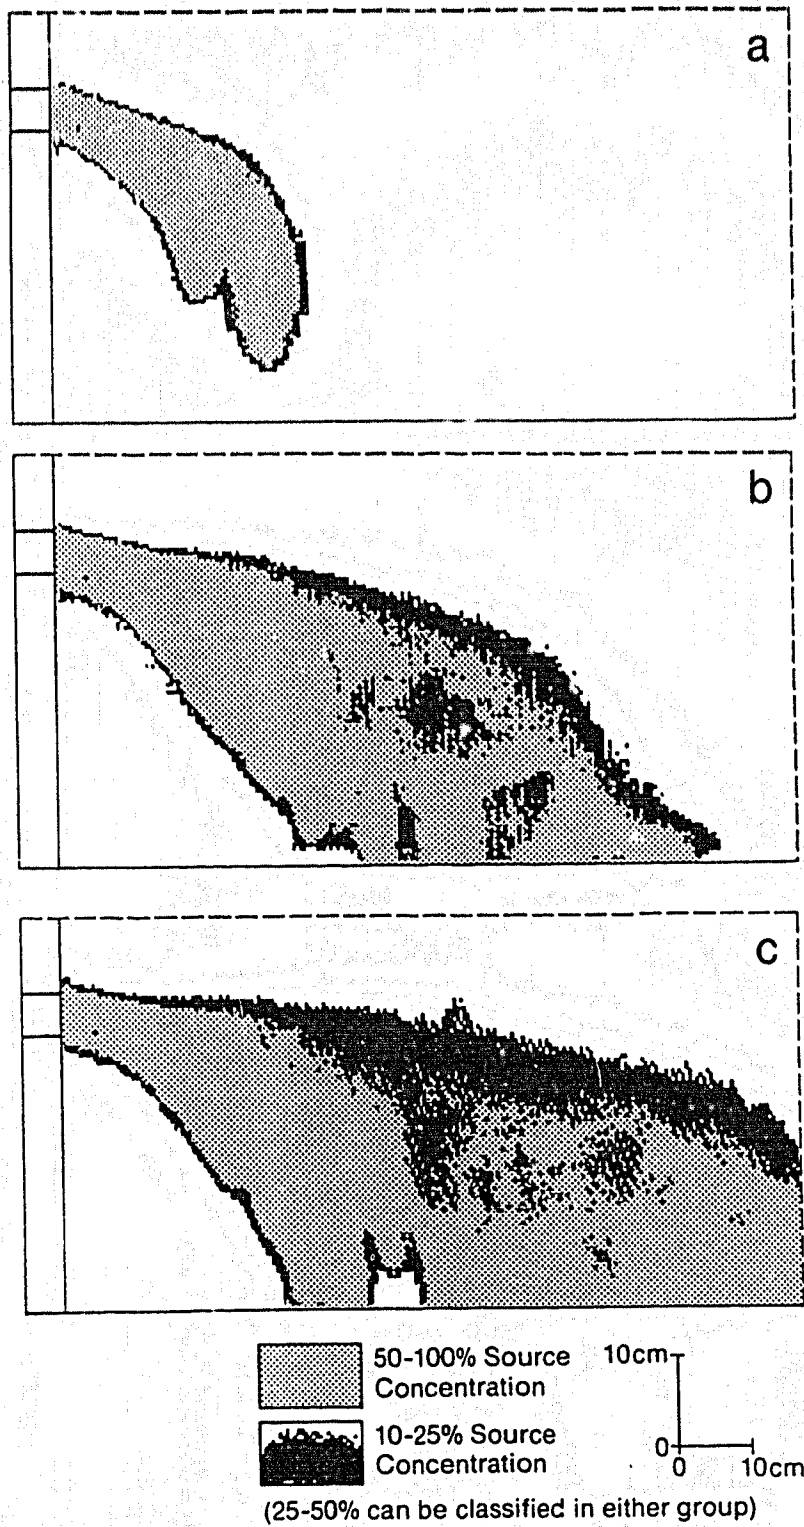 a
b
c
50-100% Source
Concentration
10-25% Source
Concentration
10cm
0
0
10cm
(25-50% can be classified in either group)